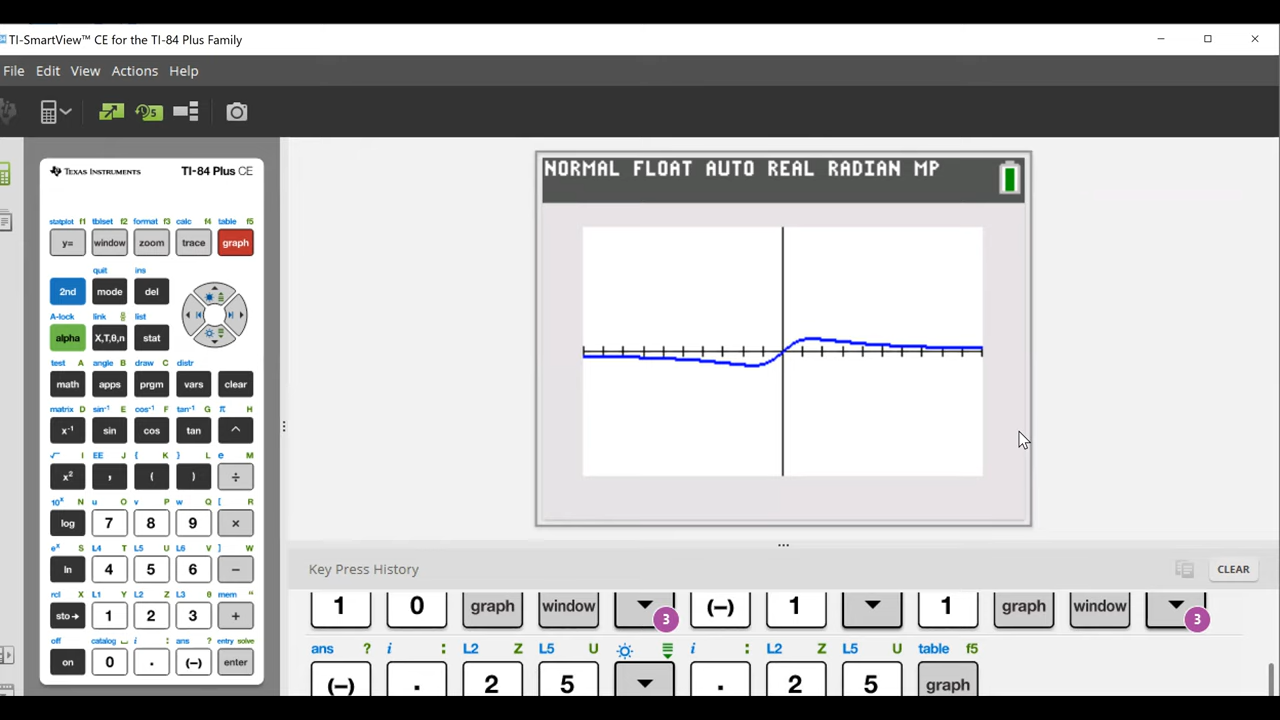 TI-SmartView™ CE for the TI-84 Plus Family
File Edit View Actions Help
TEXAS INSTRUMENTS TI-84 Plus CE
statplot f1 tblset f2 format f3 calc f4 table f5
y= window zoom trace graph
quit ins
2nd mode del
A-lock link list
alpha X,T,θ,n stat
test A angle B draw C distr
math apps prgm vars clear
matrix D sin⁻¹ E cos⁻¹ F tan⁻¹ G π H
x⁻¹ sin cos tan ^
√ I EE J { K } L e M
x² , ( ) ÷
10ˣ N u O v P w Q [ R
log 7 8 9 ×
eˣ S L4 T L5 U L6 V ] W
ln 4 5 6 −
rcl X L1 Y L2 Z L3 θ mem "
sto→ 1 2 3 +
off catalog i : ans ? entry solve
on 0 . (−) enter
NORMAL FLOAT AUTO REAL RADIAN MP
Key Press History
CLEAR
1 0 graph window 3 (−) 1 1 graph window 3
ans ? i : L2 Z L5 U i : L2 Z L5 U table f5
(−) . 2 5 . 2 5 graph